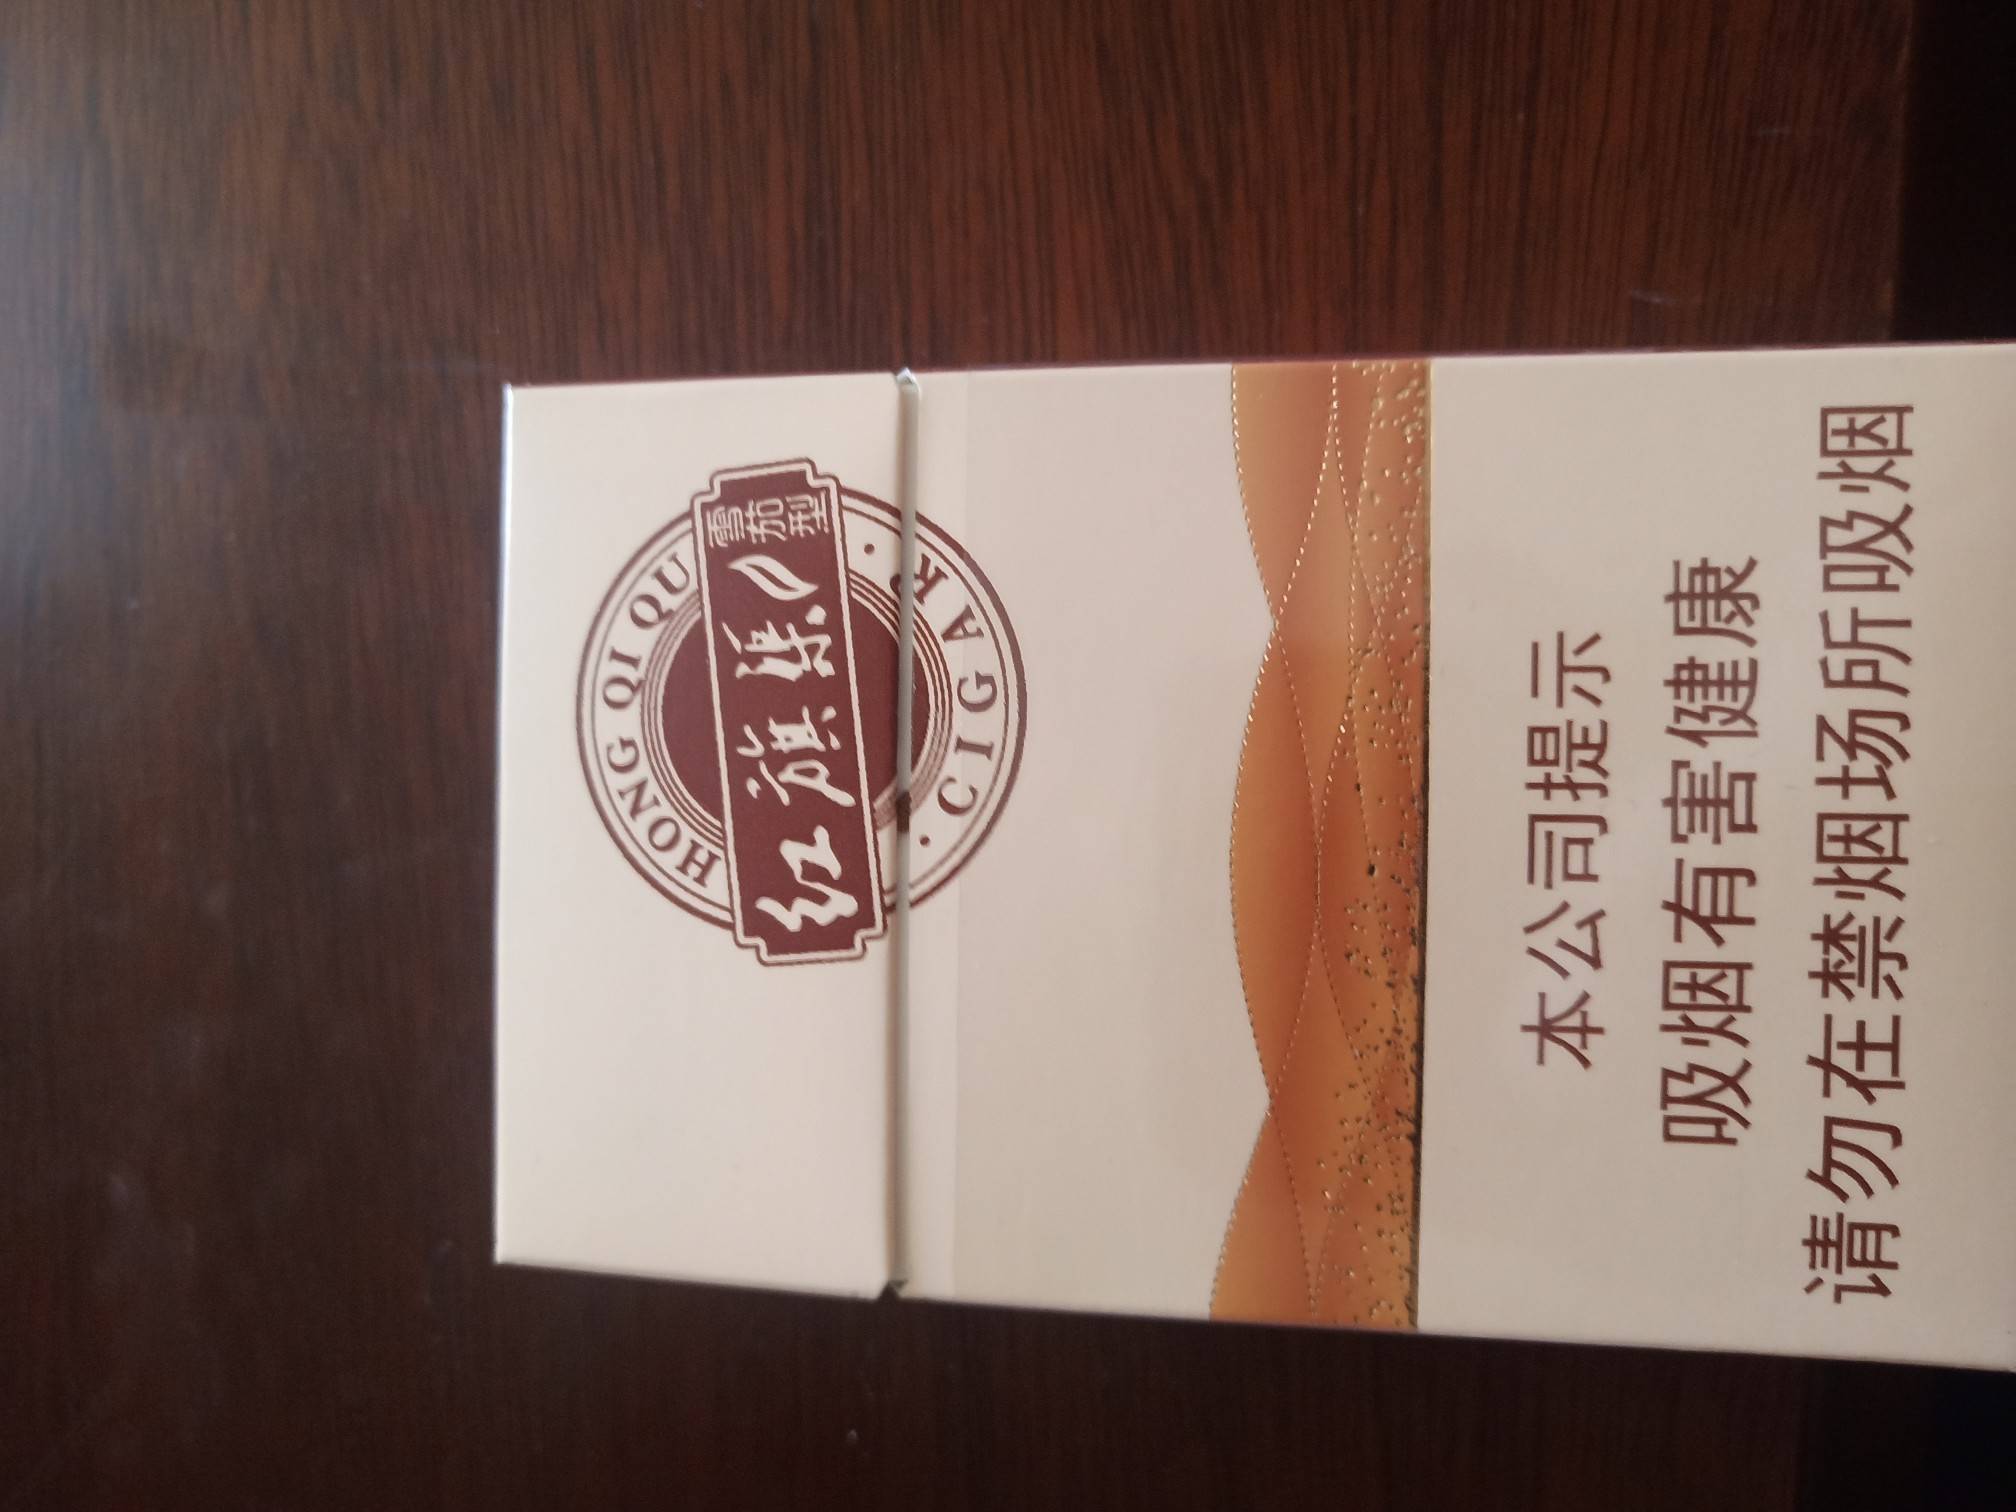 HONG QI QU
红旗渠
雪茄型
· CIGAR ·
本公司提示
吸烟有害健康
请勿在禁烟场所吸烟